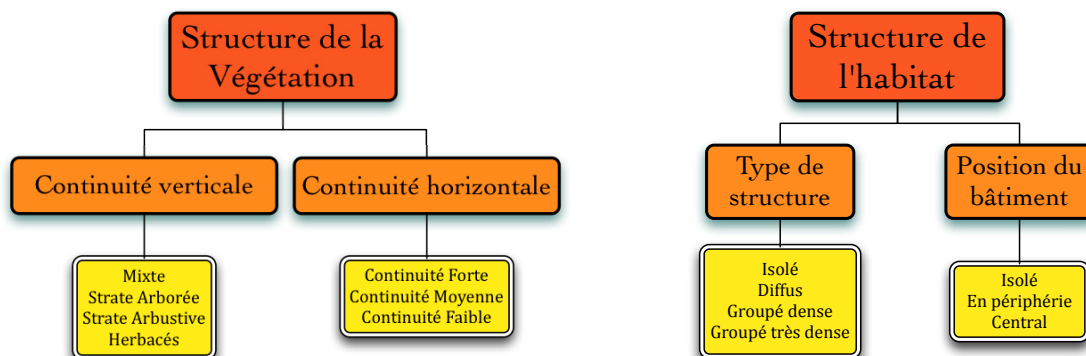 Structure de la
Végétation
Continuité verticale
Continuité horizontale
Mixte
Strate Arborée
Strate Arbustive
Herbacés
Continuité Forte
Continuité Moyenne
Continuité Faible
Structure de
l'habitat
Type de
structure
Position du
bâtiment
Isolé
Diffus
Groupé dense
Groupé très dense
Isolé
En périphérie
Central